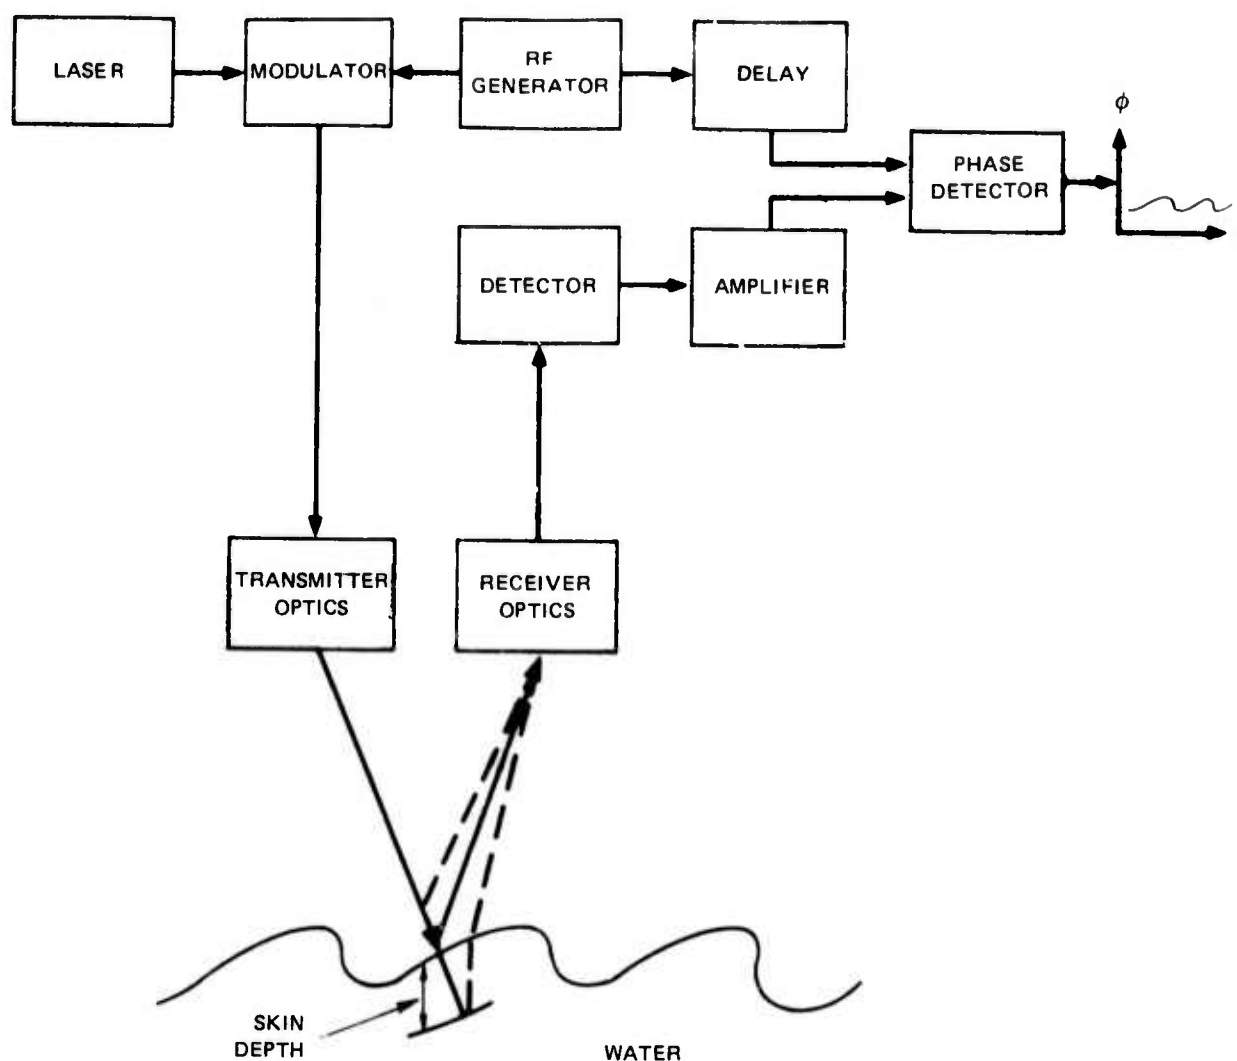 LASER
MODULATOR
RF
GENERATOR
DELAY
ϕ
PHASE
DETECTOR
DETECTOR
AMPLIFIER
TRANSMITTER
OPTICS
RECEIVER
OPTICS
SKIN
DEPTH
WATER